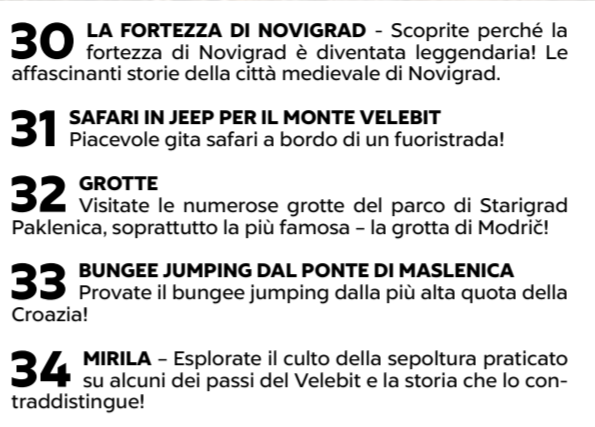 30 LA FORTEZZA DI NOVIGRAD - Scoprite perché la
fortezza di Novigrad è diventata leggendaria! Le
affascinanti storie della città medievale di Novigrad.
31 SAFARI IN JEEP PER IL MONTE VELEBIT
Piacevole gita safari a bordo di un fuoristrada!
32 GROTTE
Visitate le numerose grotte del parco di Starigrad
Paklenica, soprattutto la più famosa – la grotta di Modrič!
33 BUNGEE JUMPING DAL PONTE DI MASLENICA
Provate il bungee jumping dalla più alta quota della
Croazia!
34 MIRILA – Esplorate il culto della sepoltura praticato
su alcuni dei passi del Velebit e la storia che lo con-
traddistingue!